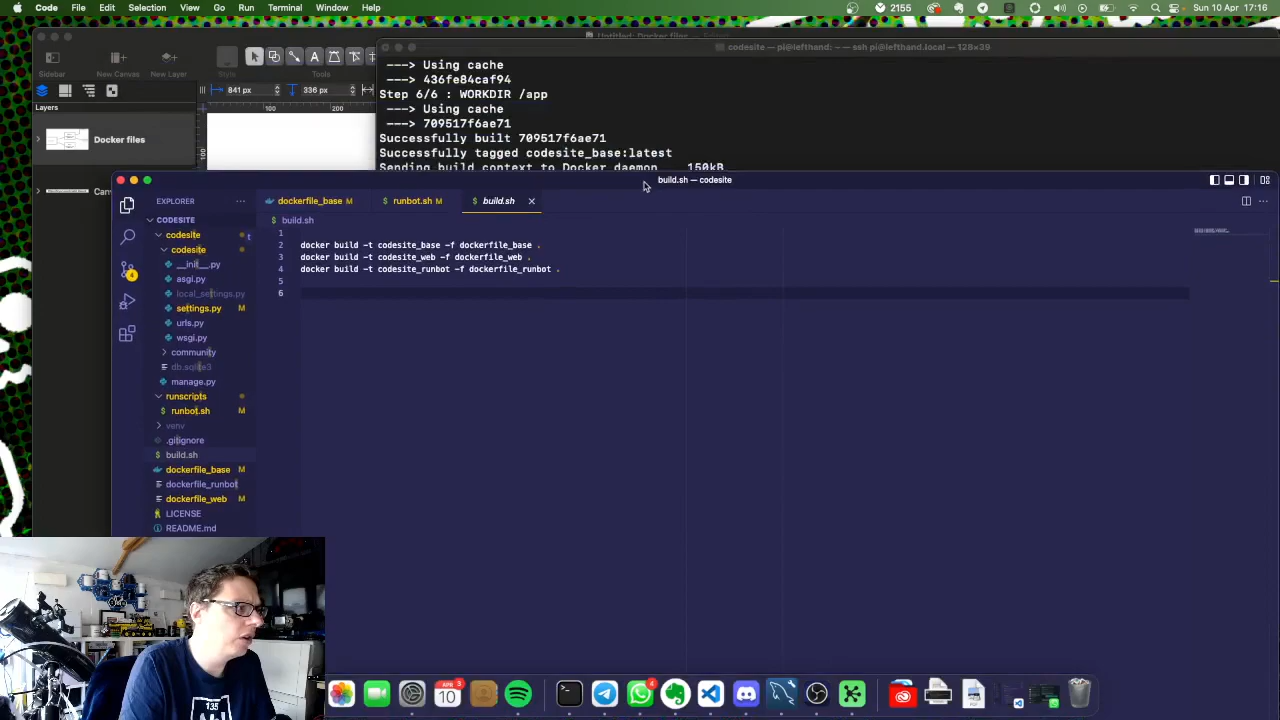 Code File Edit Selection View Go Run Terminal Window Help
2155
Sun 10 Apr 17:16
Untitled: Docker files
codesite — pi@lefthand: ~ — ssh pi@lefthand.local — 128×39
Sidebar
New Canvas
New Layer
Style
Tools
841 px
336 px
Layers
100
200
100
Docker files
Can
---> Using cache
---> 436fe84caf94
Step 6/6 : WORKDIR /app
---> Using cache
---> 709517f6ae71
Successfully built 709517f6ae71
Successfully tagged codesite_base:latest
Sending build context to Docker daemon 150kB
build.sh — codesite
EXPLORER
dockerfile_base M
runbot.sh M
build.sh
CODESITE
build.sh
codesite
codesite
__init__.py
asgi.py
local_settings.py
settings.py M
urls.py
wsgi.py
community
db.sqlite3
manage.py
runscripts
runbot.sh M
venv
.gitignore
build.sh
dockerfile_base M
dockerfile_runbot
dockerfile_web M
LICENSE
README.md
4
1
2 docker build -t codesite_base -f dockerfile_base .
3 docker build -t codesite_web -f dockerfile_web .
4 docker build -t codesite_runbot -f dockerfile_runbot .
5
6
135
APR
10
3
4
PDF